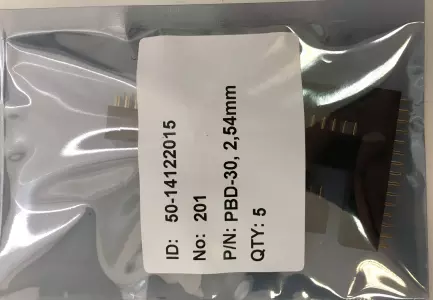 ID: 50-14122015
No: 201
P/N: PBD-30, 2,54mm
QTY: 5